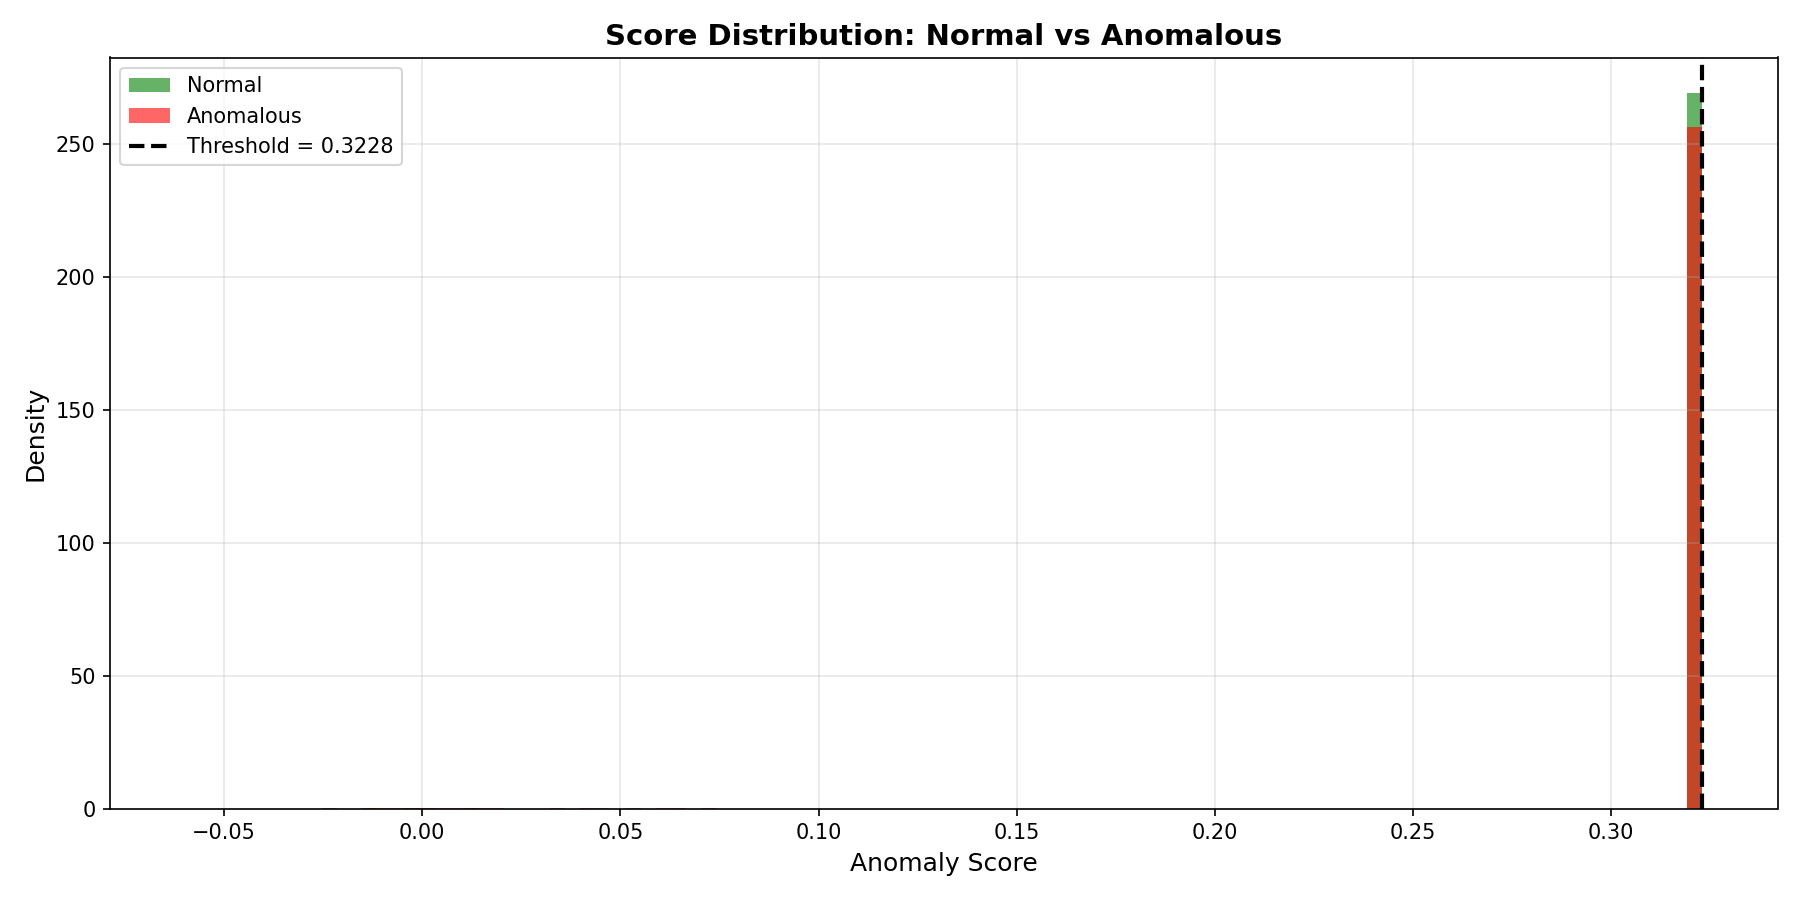 Score Distribution: Normal vs Anomalous
Normal
Anomalous
Threshold = 0.3228
Density
250
200
150
100
50
0
−0.05 0.00 0.05 0.10 0.15 0.20 0.25 0.30
Anomaly Score